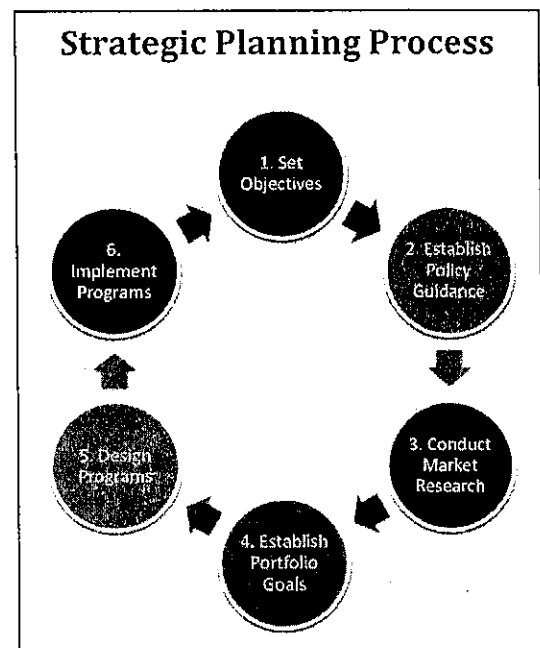 Strategic Planning Process
1. Set
Objectives
2. Establish
Policy
Guidance
3. Conduct
Market
Research
4. Establish
Portfolio
Goals
5. Design
Programs
6.
Implement
Programs